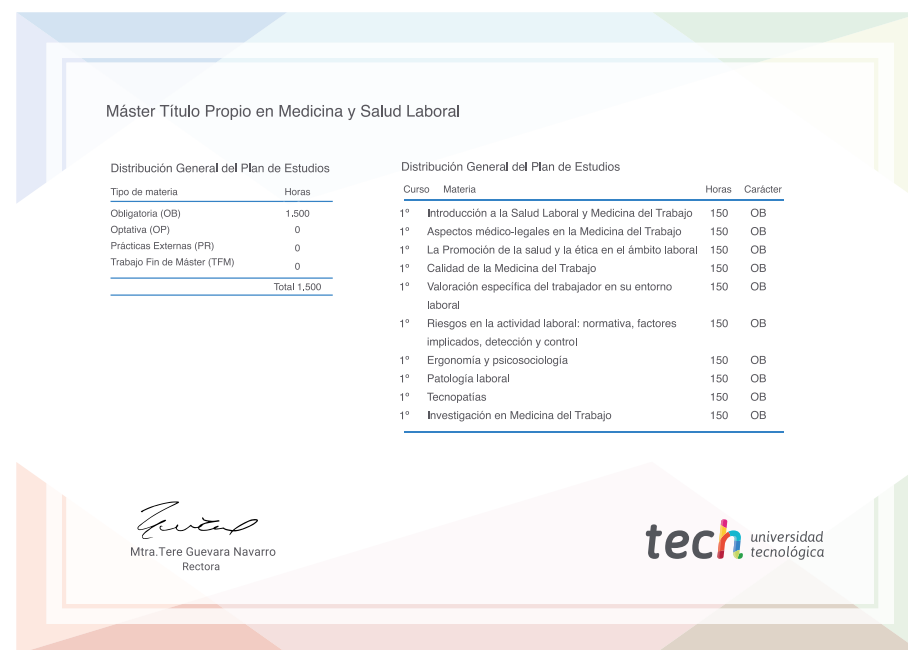 Máster Título Propio en Medicina y Salud Laboral
Distribución General del Plan de Estudios
Tipo de materia Horas
Obligatoria (OB) 1.500
Optativa (OP) 0
Prácticas Externas (PR) 0
Trabajo Fin de Máster (TFM) 0
Total 1,500
Distribución General del Plan de Estudios
Curso Materia Horas Carácter
1º Introducción a la Salud Laboral y Medicina del Trabajo 150 OB
1º Aspectos médico-legales en la Medicina del Trabajo 150 OB
1º La Promoción de la salud y la ética en el ámbito laboral 150 OB
1º Calidad de la Medicina del Trabajo 150 OB
1º Valoración específica del trabajador en su entorno 150 OB
laboral
1º Riesgos en la actividad laboral: normativa, factores 150 OB
implicados, detección y control
1º Ergonomía y psicosociología 150 OB
1º Patología laboral 150 OB
1º Tecnopatías 150 OB
1º Investigación en Medicina del Trabajo 150 OB
Mtra.Tere Guevara Navarro
Rectora
tech universidad
tecnológica